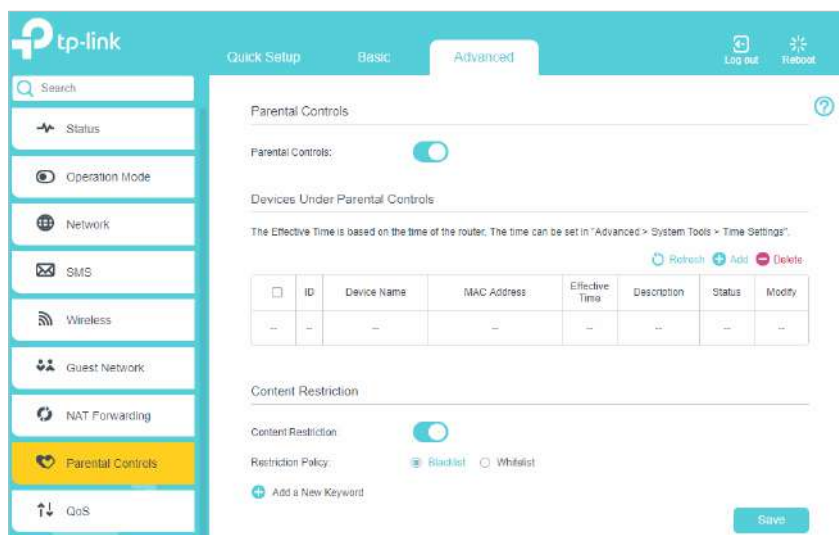 tp-link
Quick Setup Basic Advanced Log out Reboot
Search
Status
Operation Mode
Network
SMS
Wireless
Guest Network
NAT Forwarding
Parental Controls
QoS
Parental Controls
Parental Controls:
Devices Under Parental Controls
The Effective Time is based on the time of the router. The time can be set in "Advanced > System Tools > Time Settings".
Refresh Add Delete
ID Device Name MAC Address Effective Time Description Status Modify
-- -- -- -- -- -- -- --
Content Restriction
Content Restriction
Restriction Policy: Blacklist Whitelist
Add a New Keyword
Save